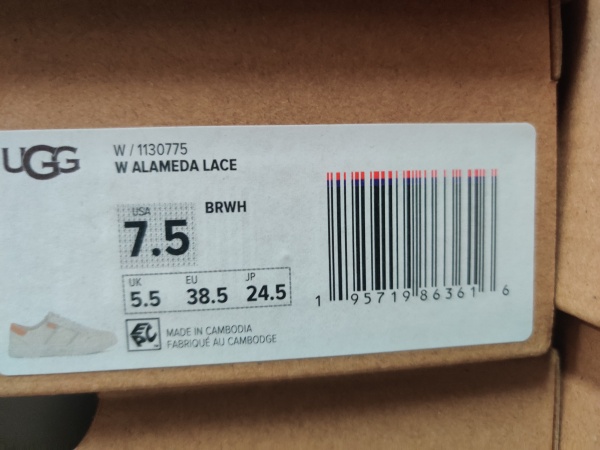 UGG
W / 1130775
W ALAMEDA LACE
USA
7.5
BRWH
UK
5.5
EU
38.5
JP
24.5
MADE IN CAMBODIA
FABRIQUÉ AU CAMBODGE
1 95719 86361 6